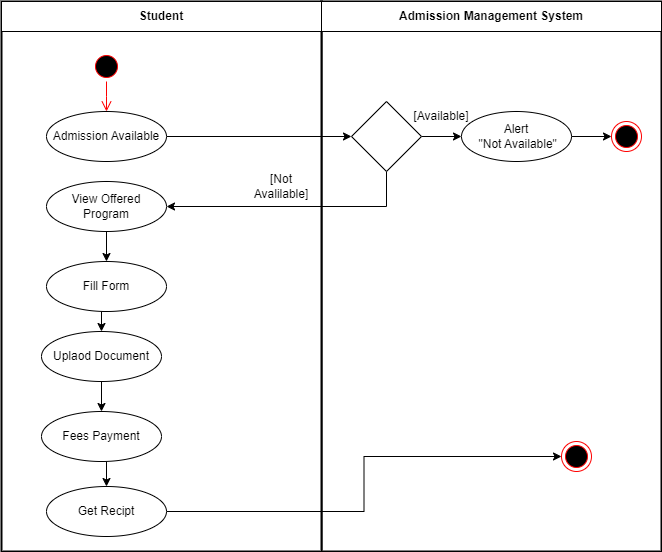 Student
Admission Management System
Admission Available
[Available]
Alert
"Not Available"
[Not
Avalilable]
View Offered
Program
Fill Form
Uplaod Document
Fees Payment
Get Recipt